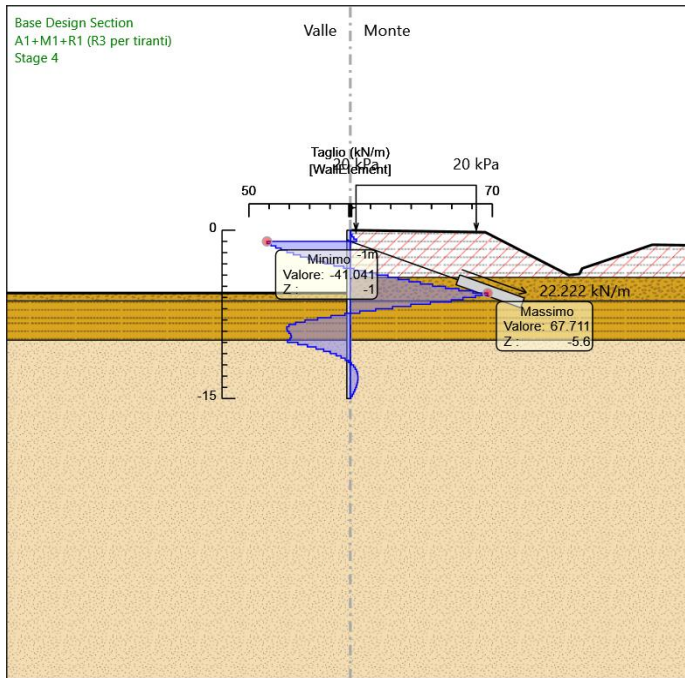 Base Design Section
A1+M1+R1 (R3 per tiranti)
Stage 4
Valle
Monte
Taglio (kN/m)
20 kPa
20 kPa
[WallElement]
50
70
0
-1m
Minimo
Valore: -41.041
Z : -1
22.222 kN/m
Massimo
Valore: 67.711
Z : -5.6
-15